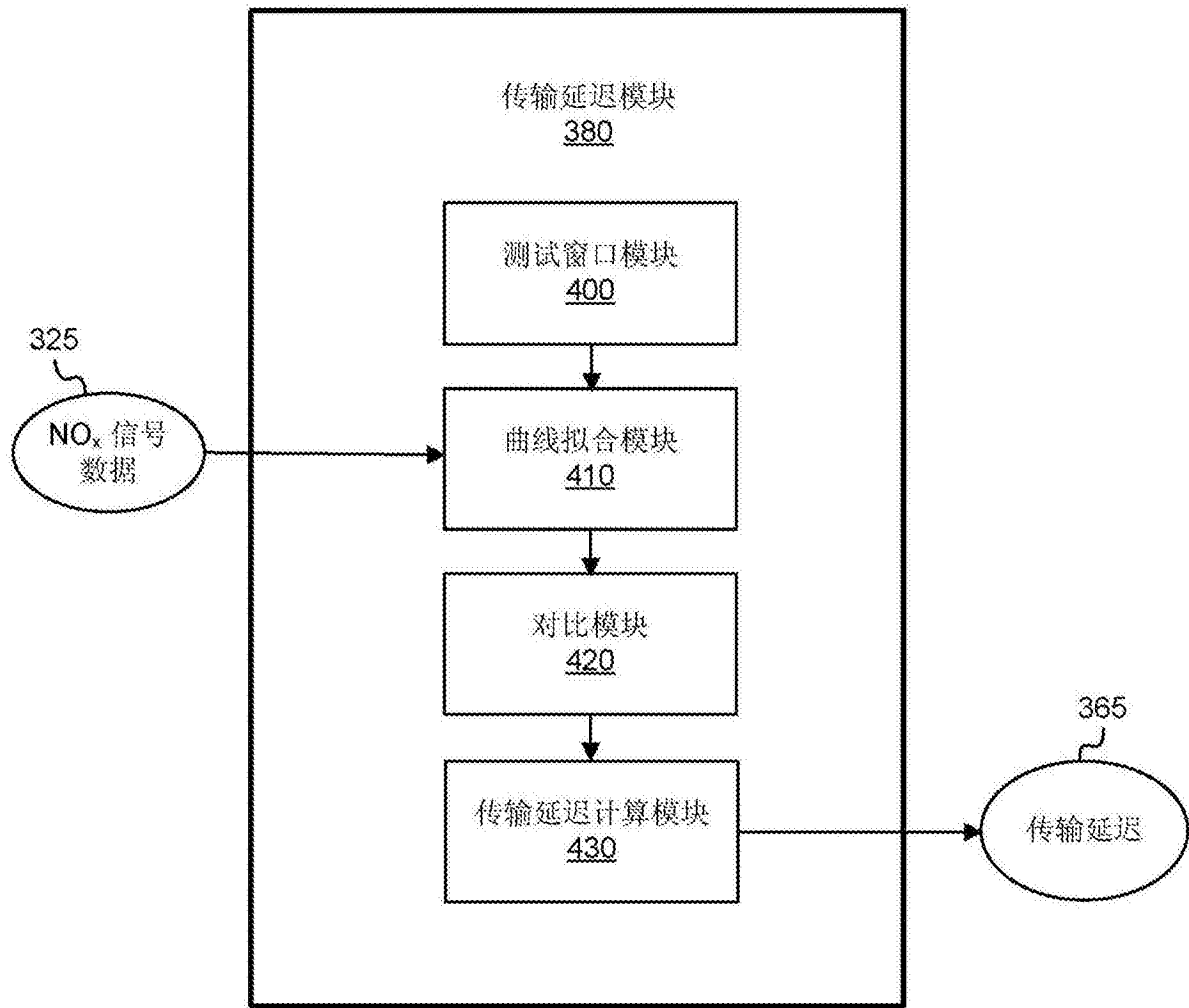 传输延迟模块
380
测试窗口模块
400
325
NOₓ 信号
数据
曲线拟合模块
410
对比模块
420
365
传输延迟计算模块
430
传输延迟